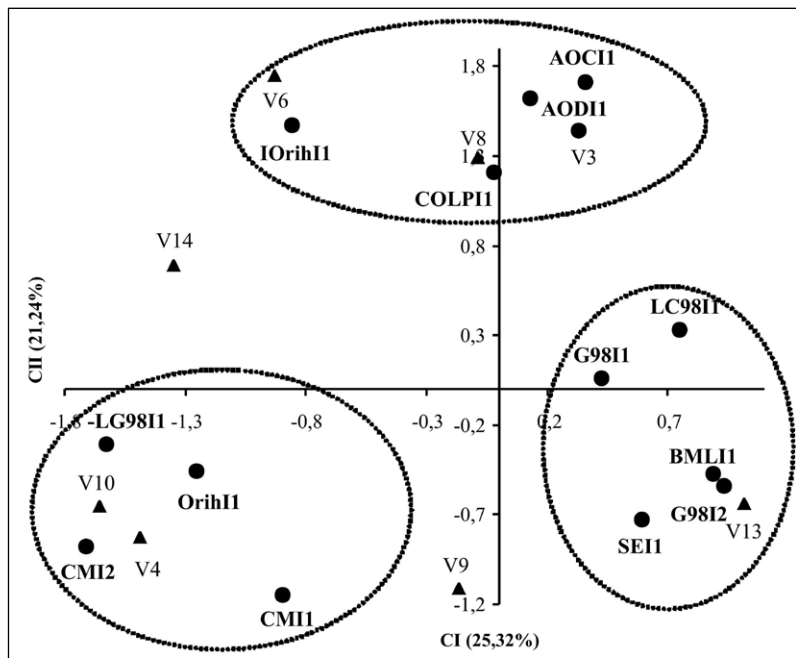 1,8
AOCI1
V6
AODI1
IOrihI1
V8
V3
1,3
COLPI1
V14
0,8
CII (21,24%)
0,3
LC98I1
G98I1
-1,8
-1,3
-0,8
-0,3
0,2
0,7
-LG98I1
-0,2
BMLI1
V10
OrihI1
G98I2
-0,7
V13
CMI2
V4
SEI1
V9
CMI1
-1,2
CI (25,32%)